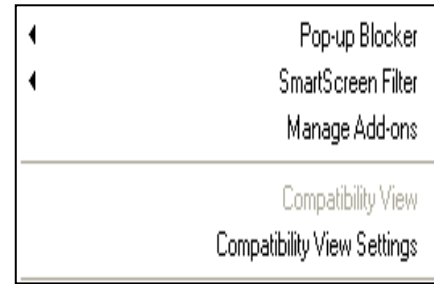 Pop-up Blocker
SmartScreen Filter
Manage Add-ons
Compatibility View
Compatibility View Settings